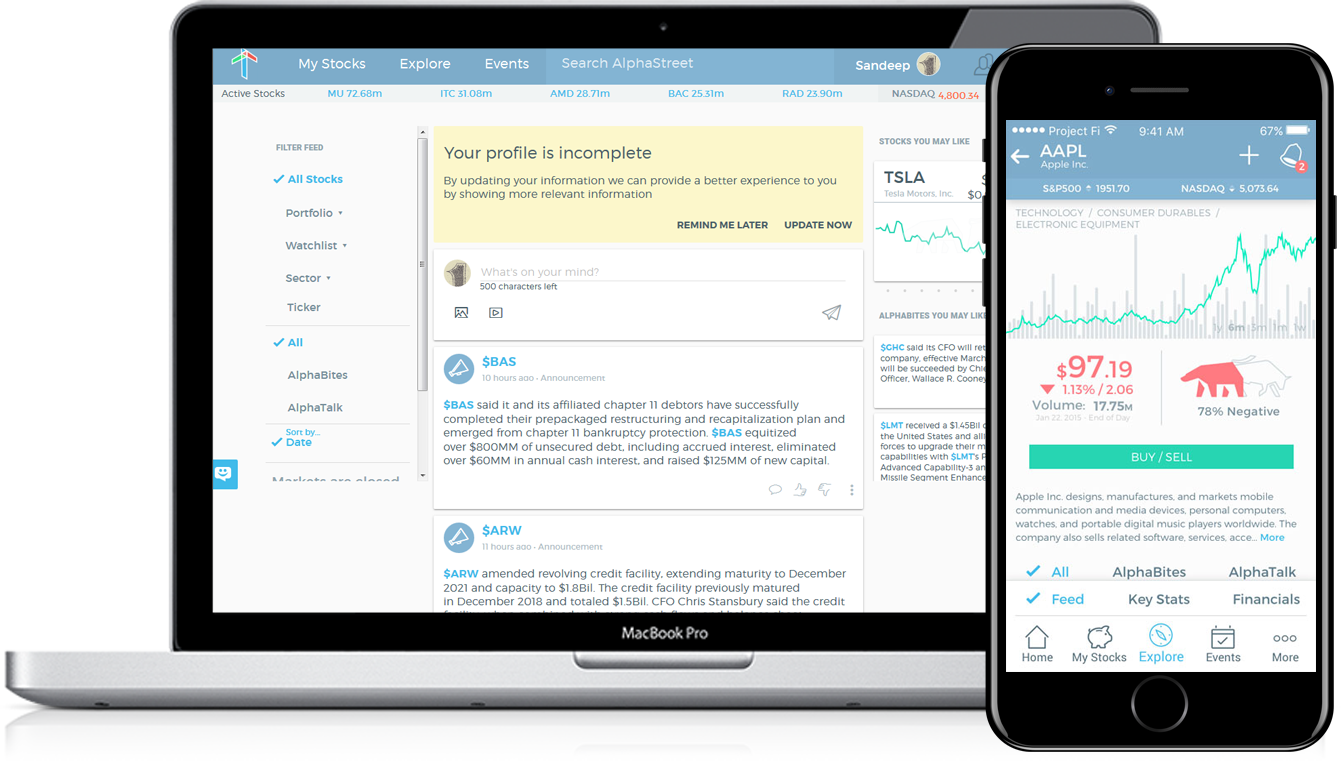 My Stocks Explore Events Search AlphaStreet Sandeep
Active Stocks MU 72.68m ITC 31.08m AMD 28.71m BAC 25.31m RAD 23.90m NASDAQ 4,800.34
FILTER FEED
All Stocks
Portfolio
Watchlist
Sector
Ticker
All
AlphaBites
AlphaTalk
Sort by...
Date
Markets are closed
Your profile is incomplete
By updating your information we can provide a better experience to you
by showing more relevant information
REMIND ME LATER UPDATE NOW
What's on your mind?
500 characters left
$BAS
10 hours ago - Announcement
$BAS said it and its affiliated chapter 11 debtors have successfully
completed their prepackaged restructuring and recapitalization plan and
emerged from chapter 11 bankruptcy protection. $BAS equitized
over $800MM of unsecured debt, including accrued interest, eliminated
over $60MM in annual cash interest, and raised $125MM of new capital.
$ARW
11 hours ago - Announcement
$ARW amended revolving credit facility, extending maturity to December
2021 and capacity to $1.8Bil. The credit facility previously matured
in December 2018 and totaled $1.5Bil. CFO Chris Stansbury said the credit
STOCKS YOU MAY LIKE
TSLA $
Tesla Motors, Inc. $0
ALPHABITES YOU MAY LIKE
$GHC said its CFO will ret
company, effective March
will be succeeded by Chie
Officer, Wallace R. Cooney
$LMT received a $1.45Bil c
the United States and alli
forces to upgrade their m
capabilities with $LMT's P
Advanced Capability-3 an
Missile Segment Enhance
MacBook Pro
Project Fi 9:41 AM 67%
AAPL
Apple Inc.
2
S&P500 1951.70 NASDAQ 5,073.64
TECHNOLOGY / CONSUMER DURABLES /
ELECTRONIC EQUIPMENT
1y 6m 3m 1m 1w
$97.19
1.13% / 2.06
Volume: 17.75M
Jan 22, 2015 - End of Day
78% Negative
BUY / SELL
Apple Inc. designs, manufactures, and markets mobile
communication and media devices, personal computers,
watches, and portable digital music players worldwide. The
company also sells related software, services, acce... More
All AlphaBites AlphaTalk
Feed Key Stats Financials
Home My Stocks Explore Events More